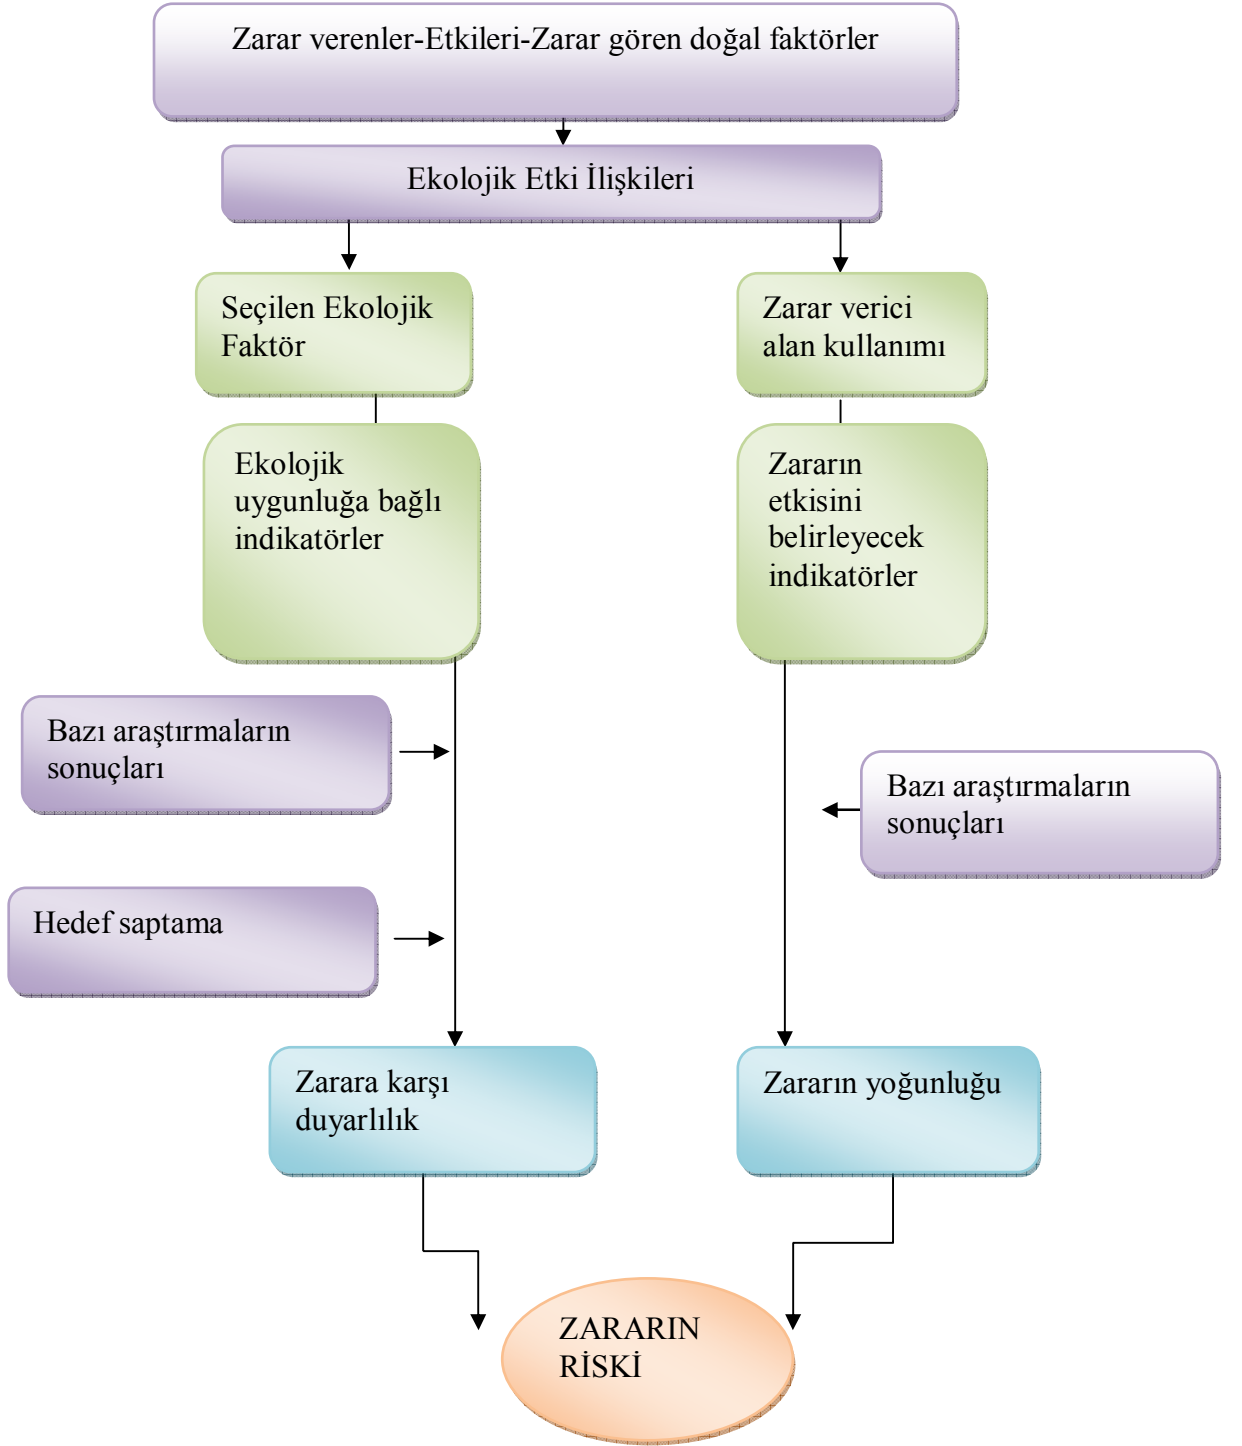 Zarar verenler-Etkileri-Zarar gören doğal faktörler
Ekolojik Etki İlişkileri
Seçilen Ekolojik
Faktör
Zarar verici
alan kullanımı
Ekolojik
uygunluğa bağlı
indikatörler
Zararın
etkisini
belirleyecek
indikatörler
Bazı araştırmaların
sonuçları
Bazı araştırmaların
sonuçları
Hedef saptama
Zarara karşı
duyarlılık
Zararın yoğunluğu
ZARARIN
RİSKİ